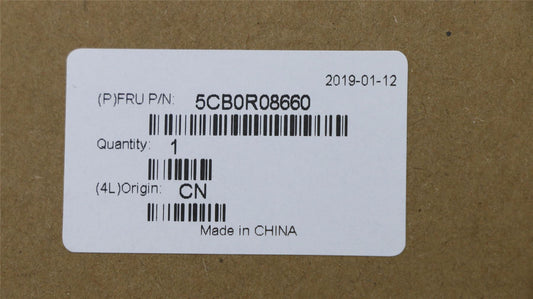 2019-01-12
(P)FRU P/N: 5CB0R08660
Quantity: 1
(4L)Origin: CN
Made in CHINA